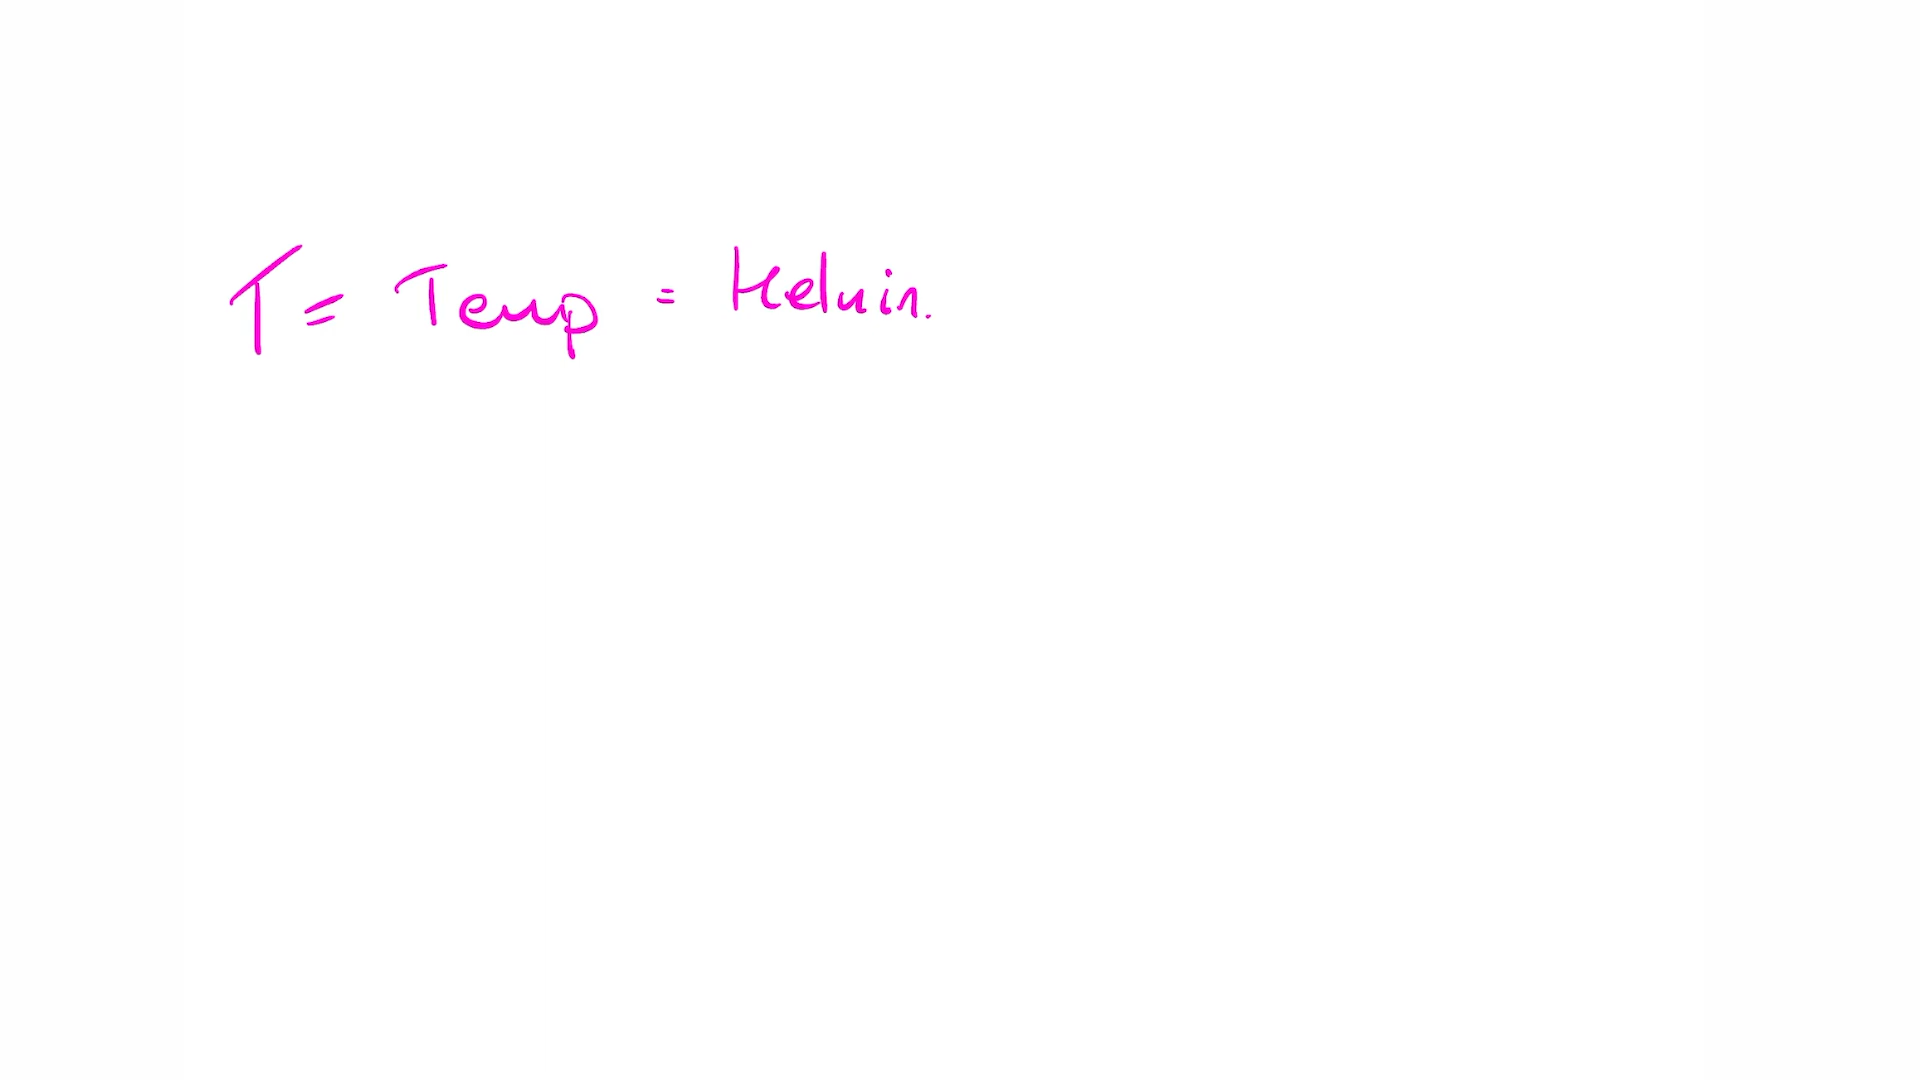 T = Temp = Kelvin.